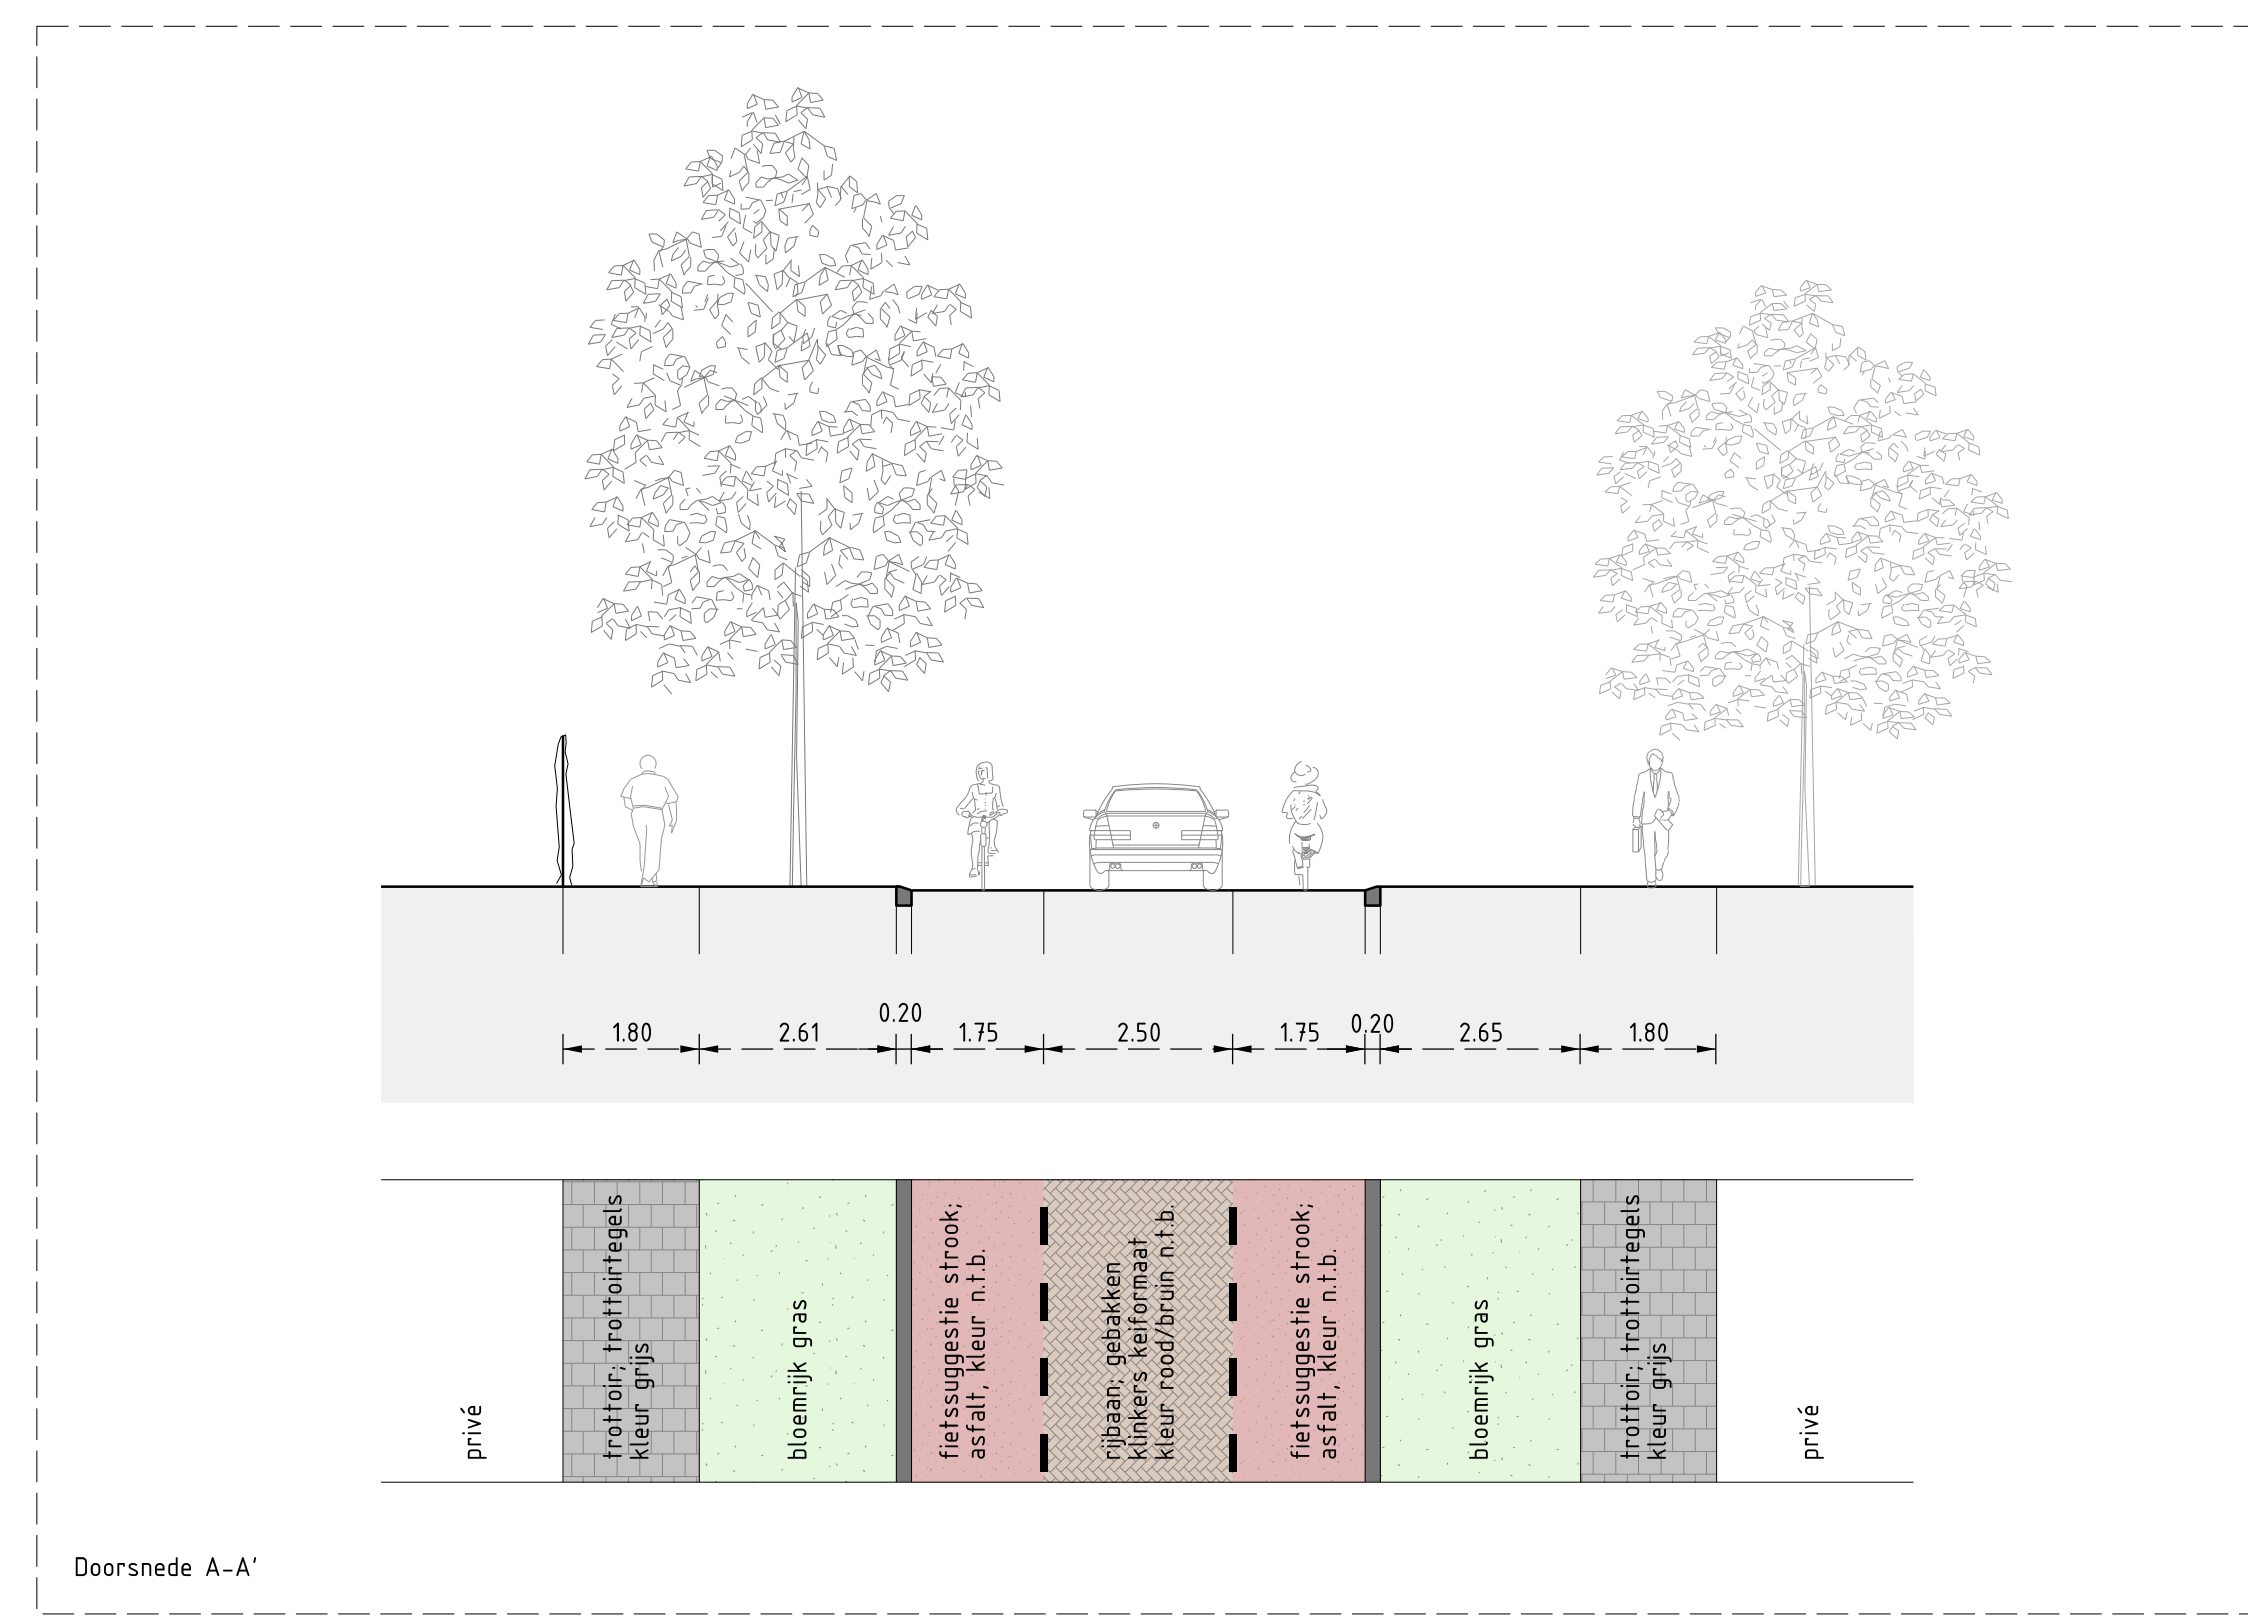 0.20
1.80
2.61
1.75
2.50
1.75
0.20
2.65
1.80
privé
trottoir; trottoirtegels
kleur grijs
bloemrijk gras
fietssuggestie strook;
asfalt, kleur n.t.b.
rijbaan; gebakken
klinkers keiformaat
kleur rood/bruin n.t.b.
fietssuggestie strook;
asfalt, kleur n.t.b.
bloemrijk gras
trottoir; trottoirtegels
kleur grijs
privé
Doorsnede A-A'